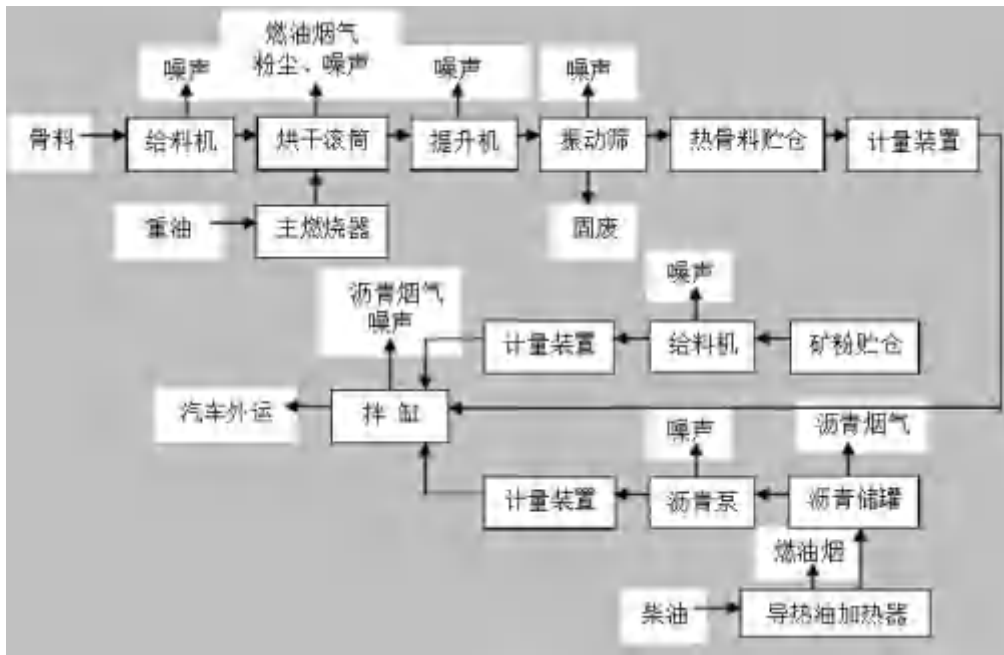 燃油烟气
噪声
粉尘、噪声
噪声
噪声
骨料
给料机
烘干滚筒
提升机
振动筛
热骨料贮仓
计量装置
重油
主燃烧器
固废
沥青烟气
噪声
噪声
计量装置
给料机
矿粉贮仓
汽车外运
拌 缸
噪声
沥青烟气
计量装置
沥青泵
沥青储罐
燃油烟
柴油
导热油加热器